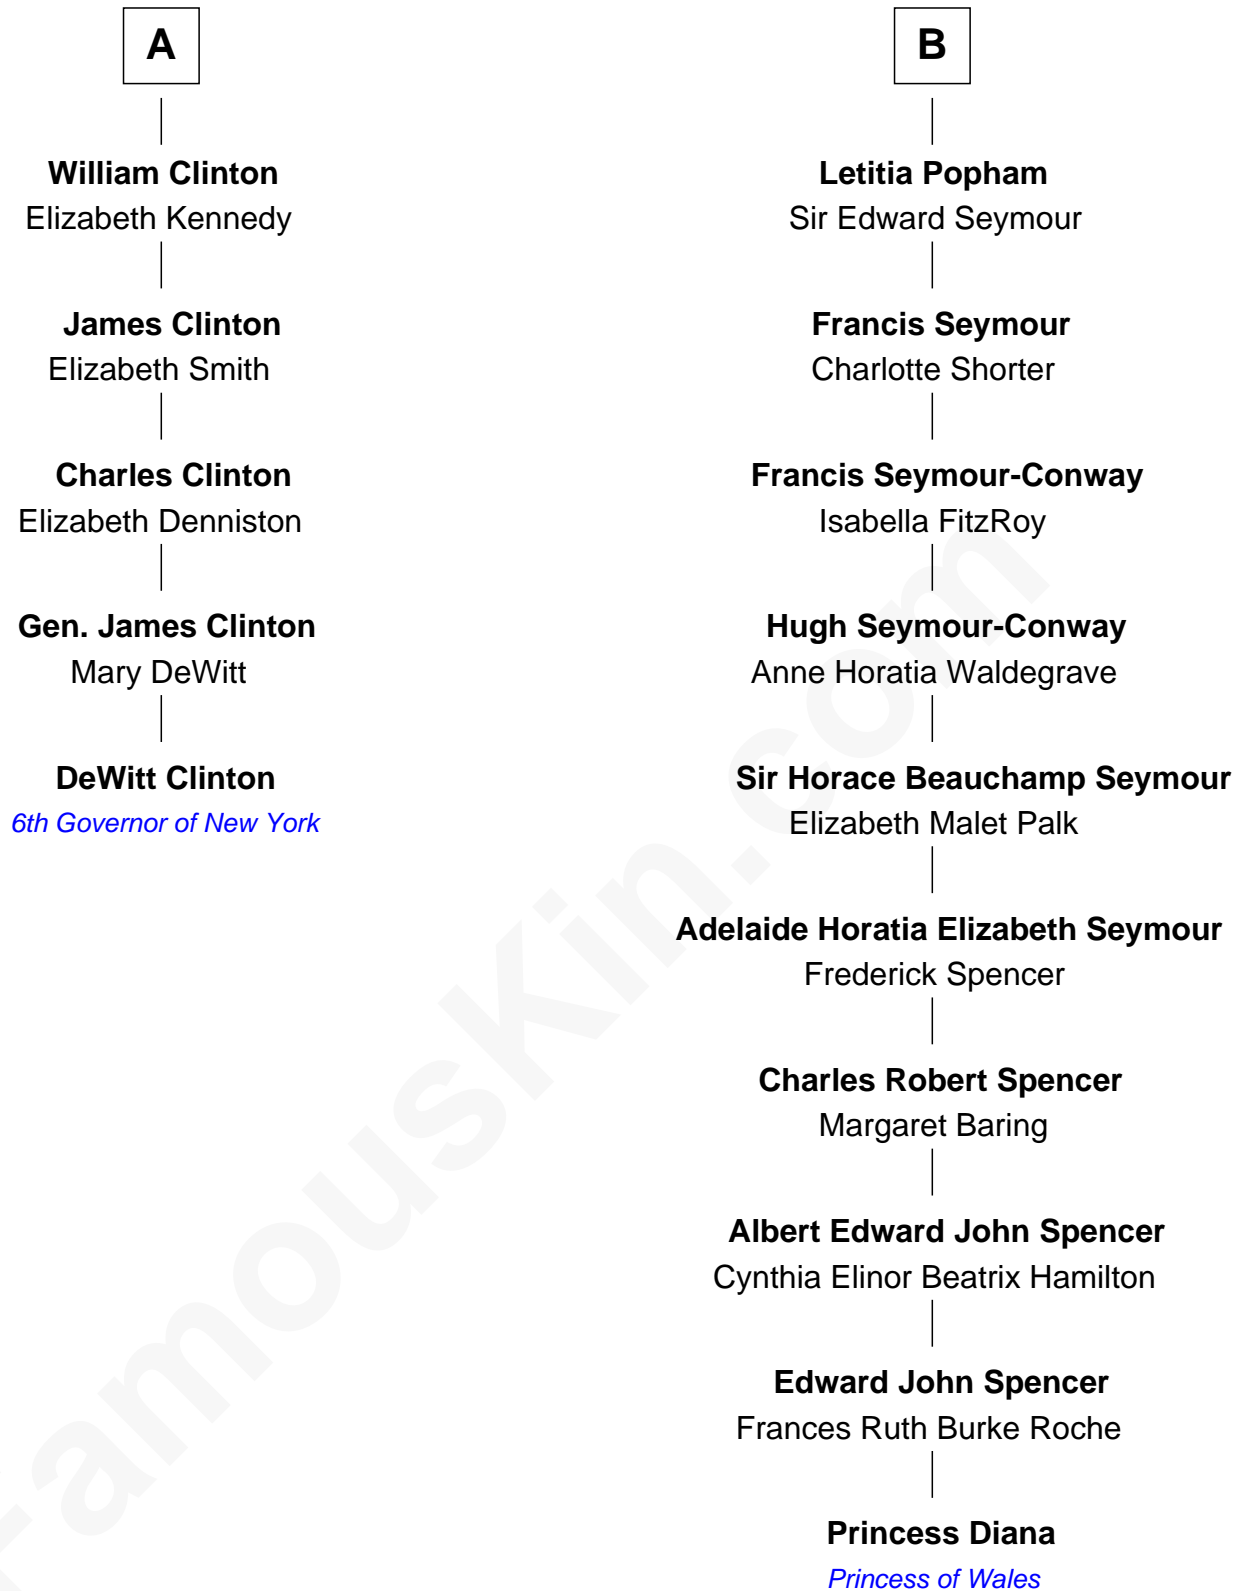 A
William Clinton
Elizabeth Kennedy
James Clinton
Elizabeth Smith
Charles Clinton
Elizabeth Denniston
Gen. James Clinton
Mary DeWitt
DeWitt Clinton
6th Governor of New York
B
Letitia Popham
Sir Edward Seymour
Francis Seymour
Charlotte Shorter
Francis Seymour-Conway
Isabella FitzRoy
Hugh Seymour-Conway
Anne Horatia Waldegrave
Sir Horace Beauchamp Seymour
Elizabeth Malet Palk
Adelaide Horatia Elizabeth Seymour
Frederick Spencer
Charles Robert Spencer
Margaret Baring
Albert Edward John Spencer
Cynthia Elinor Beatrix Hamilton
Edward John Spencer
Frances Ruth Burke Roche
Princess Diana
Princess of Wales
FamousKin.com